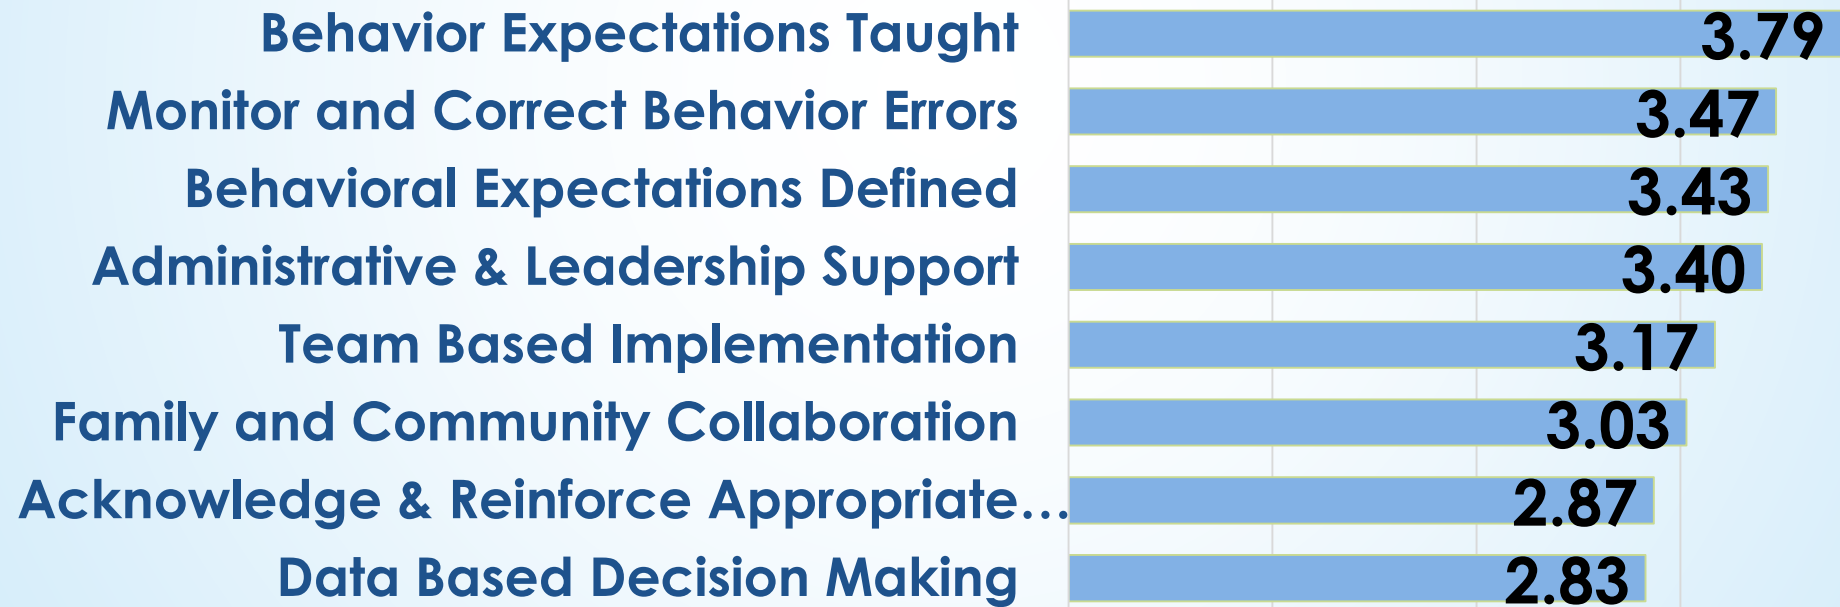 Behavior Expectations Taught 3.79
Monitor and Correct Behavior Errors 3.47
Behavioral Expectations Defined 3.43
Administrative & Leadership Support 3.40
Team Based Implementation 3.17
Family and Community Collaboration 3.03
Acknowledge & Reinforce Appropriate… 2.87
Data Based Decision Making 2.83